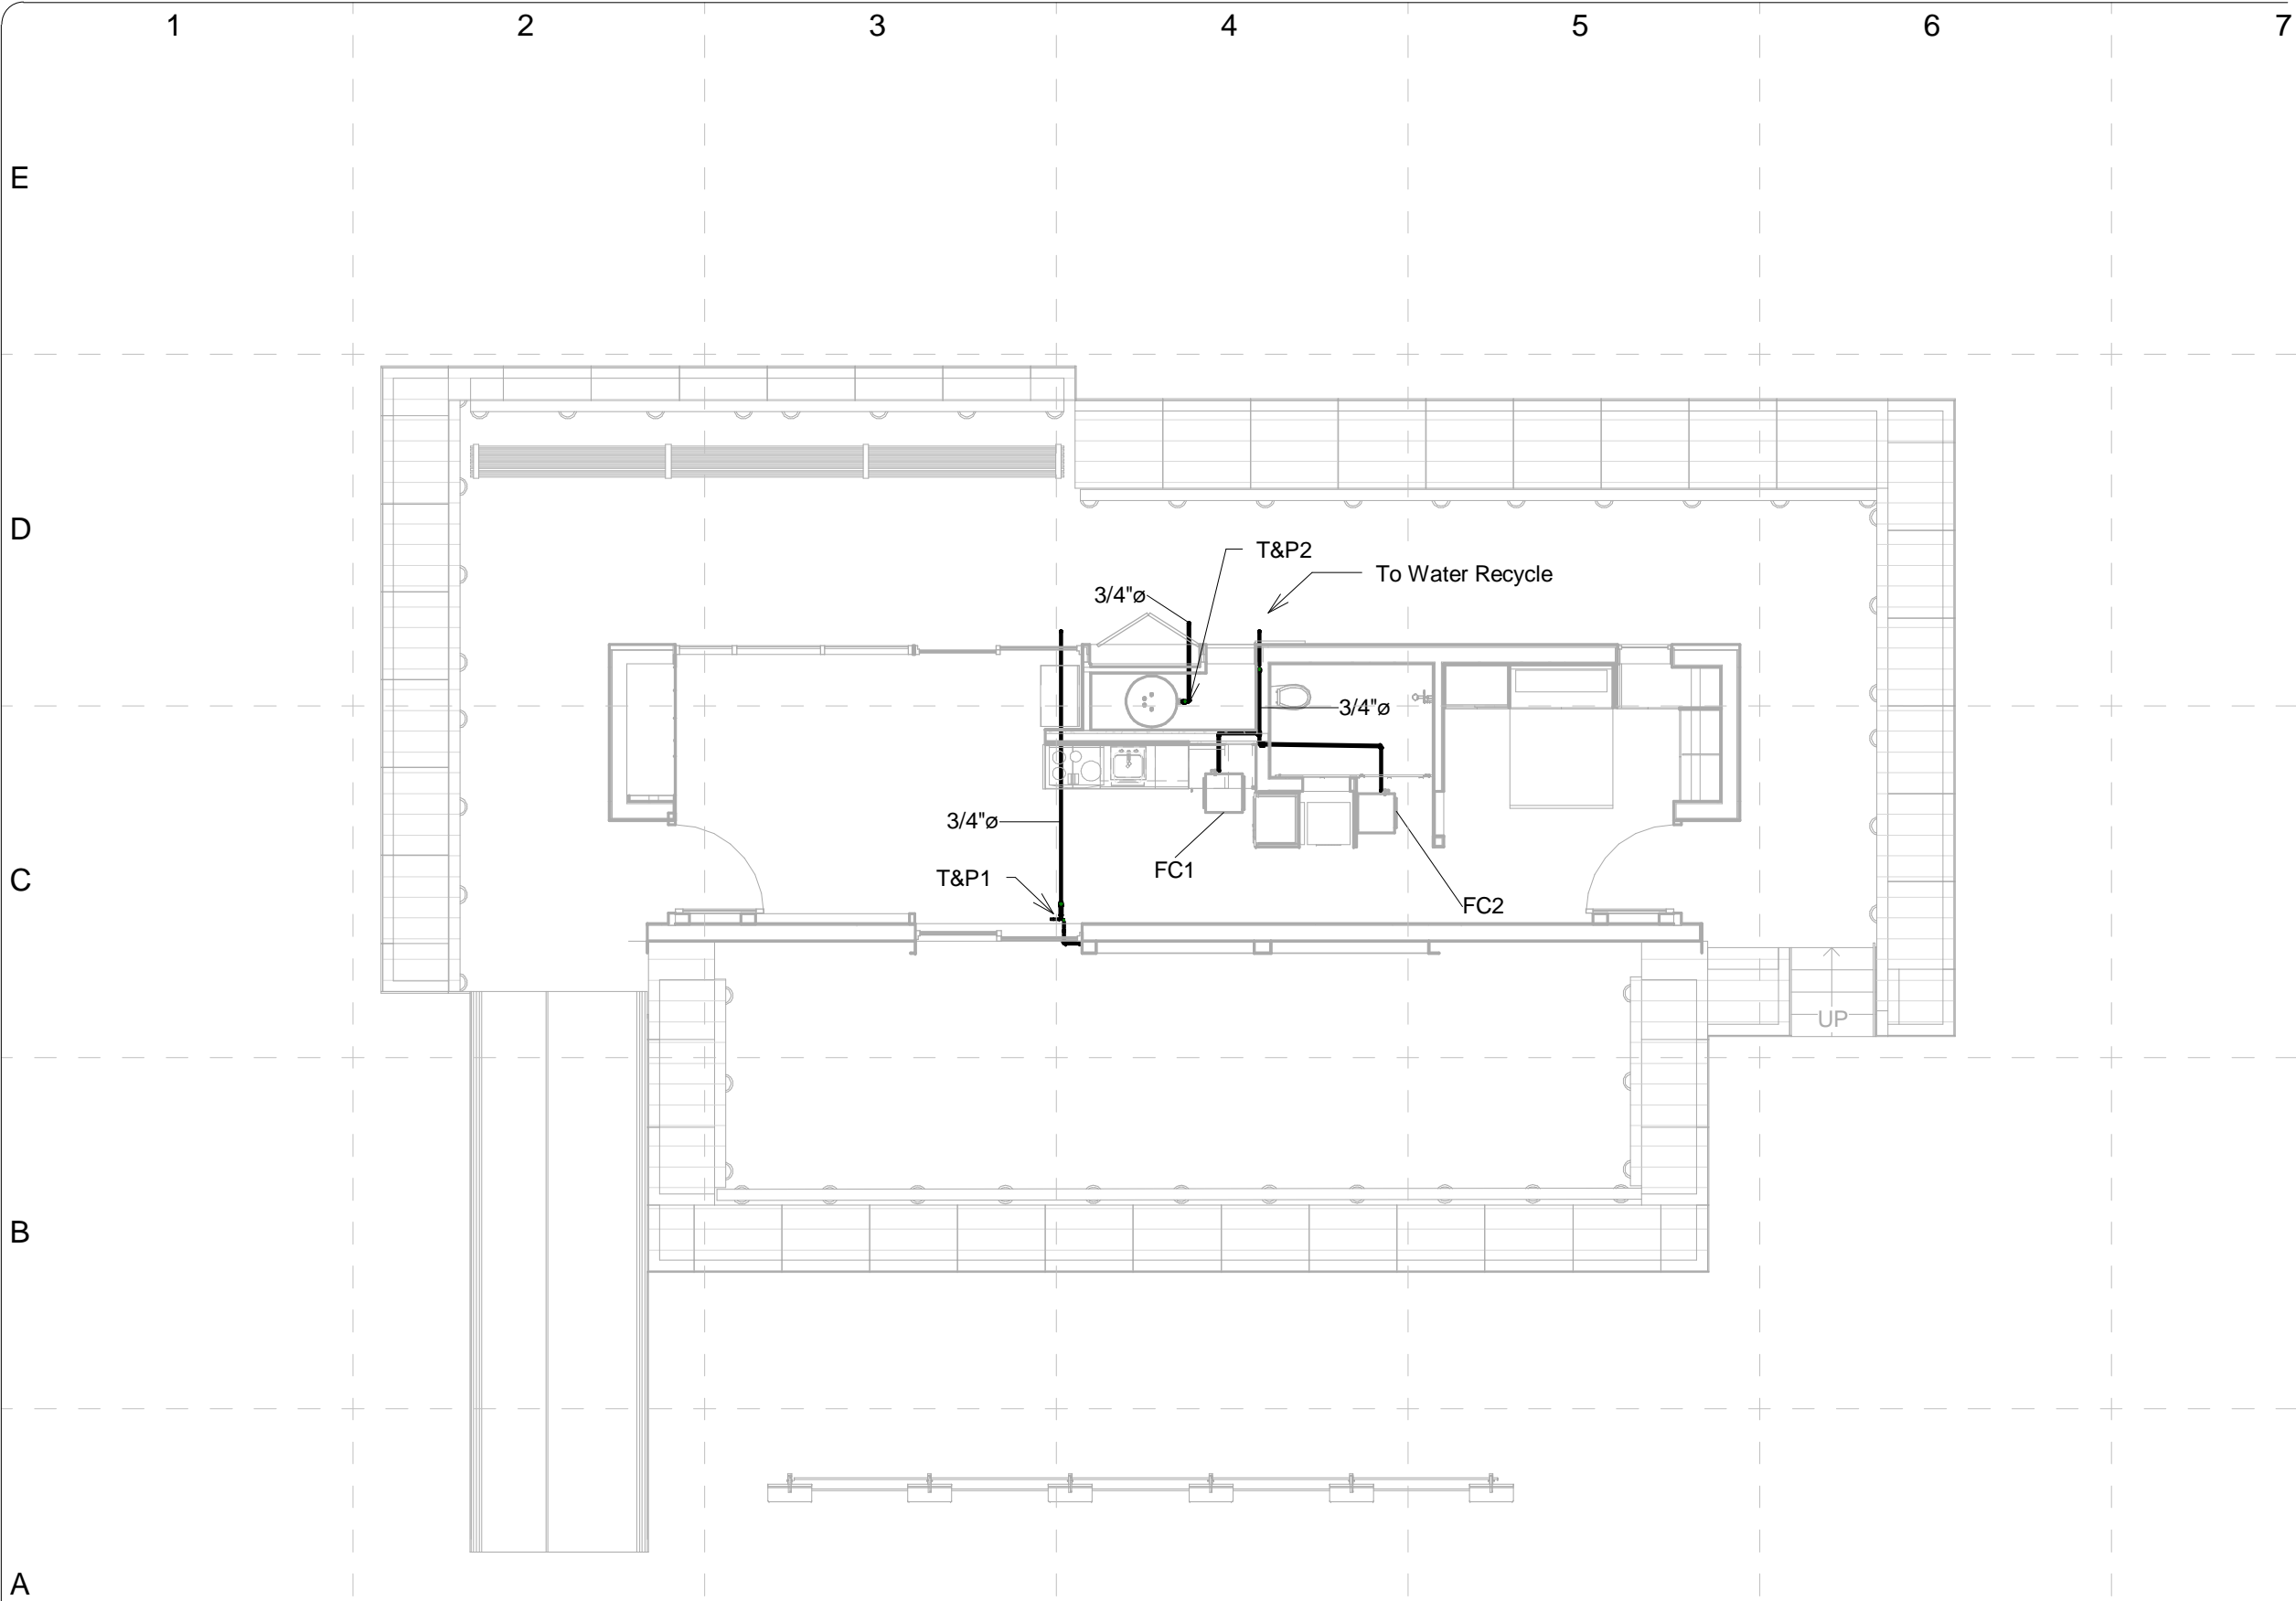 1 2 3 4 5 6 7
E
D
T&P2
To Water Recycle
3/4"ø
3/4"ø
3/4"ø
FC1
T&P1
C
FC2
UP
B
A